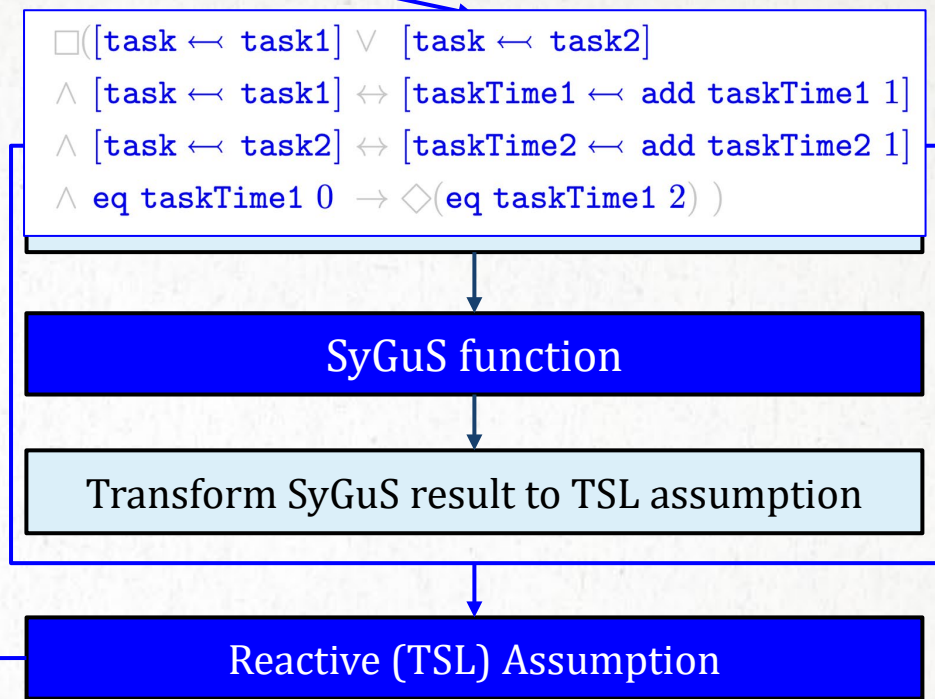 □([task ↢ task1] ∨ [task ↢ task2]
∧ [task ↢ task1] ↔ [taskTime1 ↢ add taskTime1 1]
∧ [task ↢ task2] ↔ [taskTime2 ↢ add taskTime2 1]
∧ eq taskTime1 0 → ◇(eq taskTime1 2) )
SyGuS function
Transform SyGuS result to TSL assumption
Reactive (TSL) Assumption